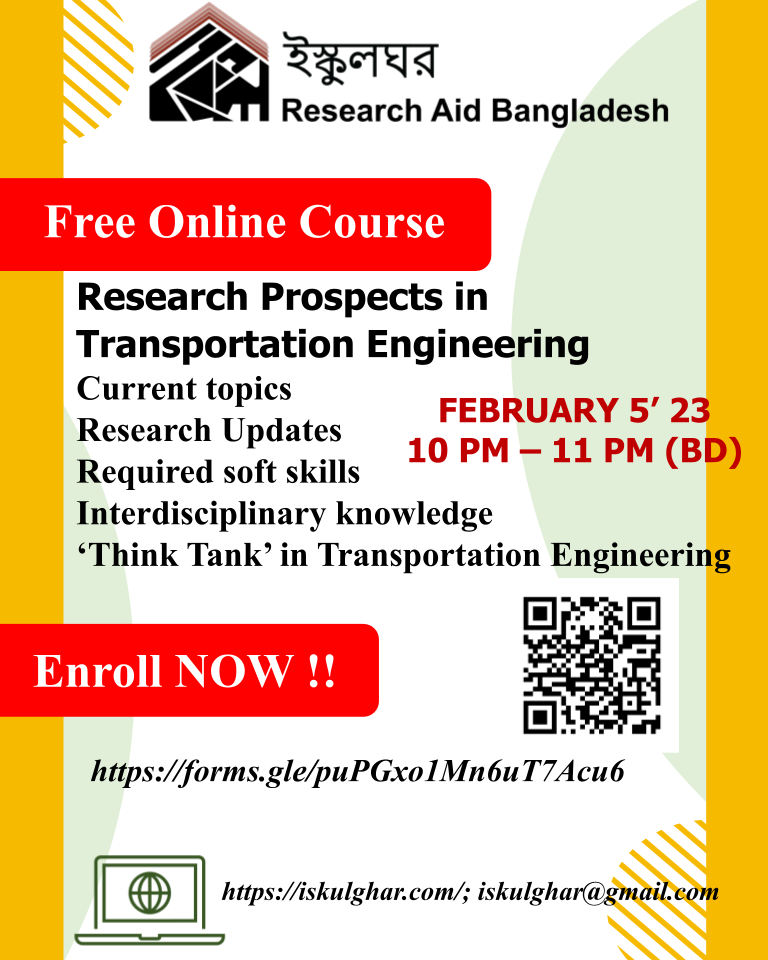 ইস্কুলঘর
Research Aid Bangladesh
Free Online Course
Research Prospects in
Transportation Engineering
Current topics
Research Updates
Required soft skills
Interdisciplinary knowledge
‘Think Tank’ in Transportation Engineering
FEBRUARY 5’ 23
10 PM – 11 PM (BD)
Enroll NOW !!
https://forms.gle/puPGxo1Mn6uT7Acu6
https://iskulghar.com/; iskulghar@gmail.com